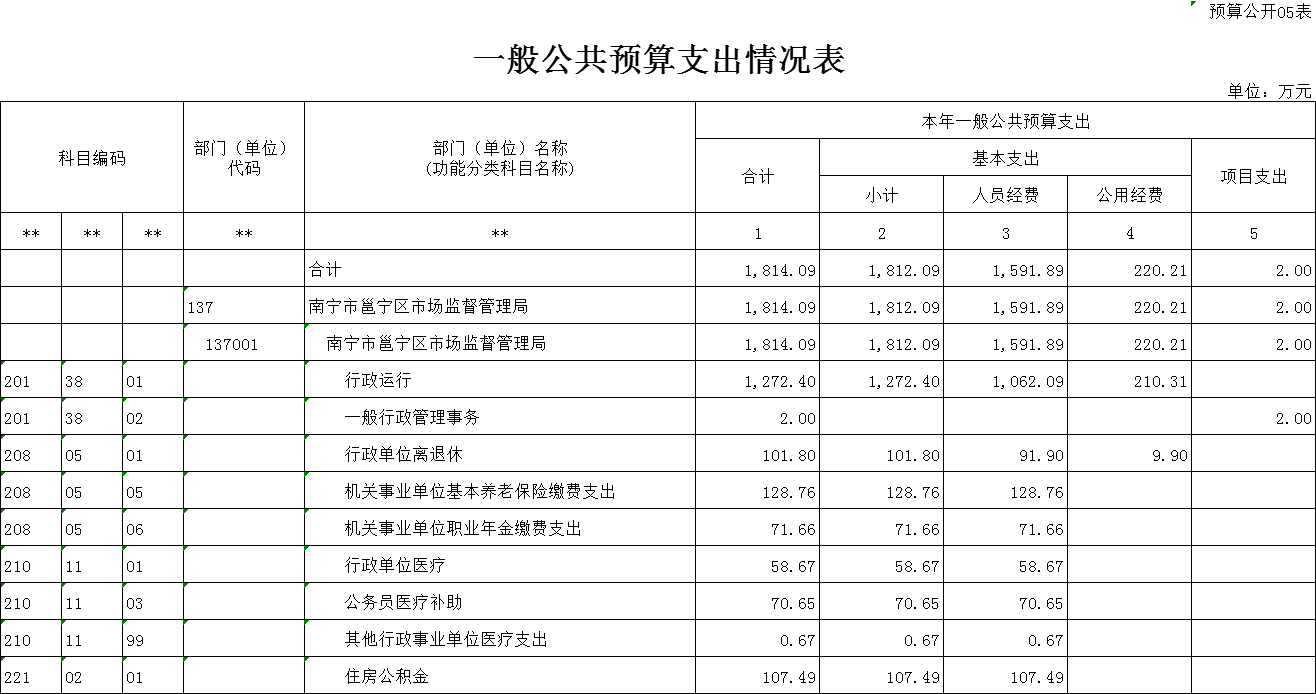 预算公开05表
一般公共预算支出情况表
单位：万元
科目编码 部门（单位）代码 部门（单位）名称(功能分类科目名称) 本年一般公共预算支出
合计 基本支出 项目支出
小计 人员经费 公用经费
** ** ** ** ** 1 2 3 4 5
合计 1,814.09 1,812.09 1,591.89 220.21 2.00
137 南宁市邕宁区市场监督管理局 1,814.09 1,812.09 1,591.89 220.21 2.00
137001 南宁市邕宁区市场监督管理局 1,814.09 1,812.09 1,591.89 220.21 2.00
201 38 01 行政运行 1,272.40 1,272.40 1,062.09 210.31
201 38 02 一般行政管理事务 2.00 2.00
208 05 01 行政单位离退休 101.80 101.80 91.90 9.90
208 05 05 机关事业单位基本养老保险缴费支出 128.76 128.76 128.76
208 05 06 机关事业单位职业年金缴费支出 71.66 71.66 71.66
210 11 01 行政单位医疗 58.67 58.67 58.67
210 11 03 公务员医疗补助 70.65 70.65 70.65
210 11 99 其他行政事业单位医疗支出 0.67 0.67 0.67
221 02 01 住房公积金 107.49 107.49 107.49